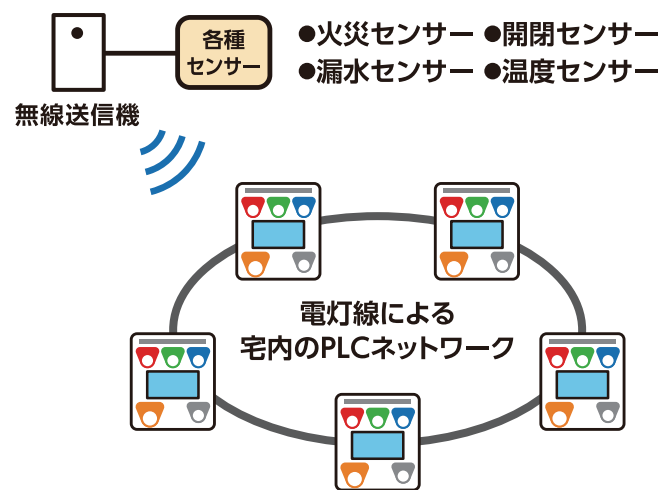 各種
センサー
●火災センサー ●開閉センサー
●漏水センサー ●温度センサー
無線送信機
電灯線による
宅内のPLCネットワーク